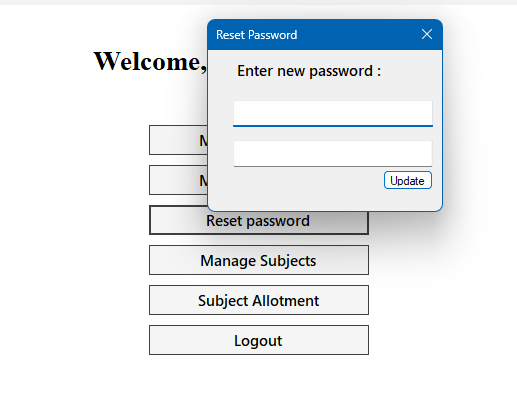 Reset Password
Enter new password :
Welcome,
Update
Reset password
Manage Subjects
Subject Allotment
Logout